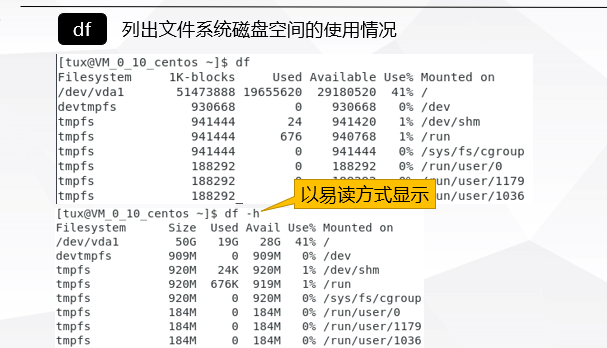 df 列出文件系统磁盘空间的使用情况
[tux@VM_0_10_centos ~]$ df
Filesystem 1K-blocks Used Available Use% Mounted on
/dev/vda1 51473888 19655620 29180520 41% /
devtmpfs 930668 0 930668 0% /dev
tmpfs 941444 24 941420 1% /dev/shm
tmpfs 941444 676 940768 1% /run
tmpfs 941444 0 941444 0% /sys/fs/cgroup
tmpfs 188292 0 188292 0% /run/user/0
tmpfs 188292 /run/user/1179
tmpfs 188292 run/user/1036
以易读方式显示
[tux@VM_0_10_centos ~]$ df -h
Filesystem Size Used Avail Use% Mounted on
/dev/vda1 50G 19G 28G 41% /
devtmpfs 909M 0 909M 0% /dev
tmpfs 920M 24K 920M 1% /dev/shm
tmpfs 920M 676K 919M 1% /run
tmpfs 920M 0 920M 0% /sys/fs/cgroup
tmpfs 184M 0 184M 0% /run/user/0
tmpfs 184M 0 184M 0% /run/user/1179
tmpfs 184M 0 184M 0% /run/user/1036